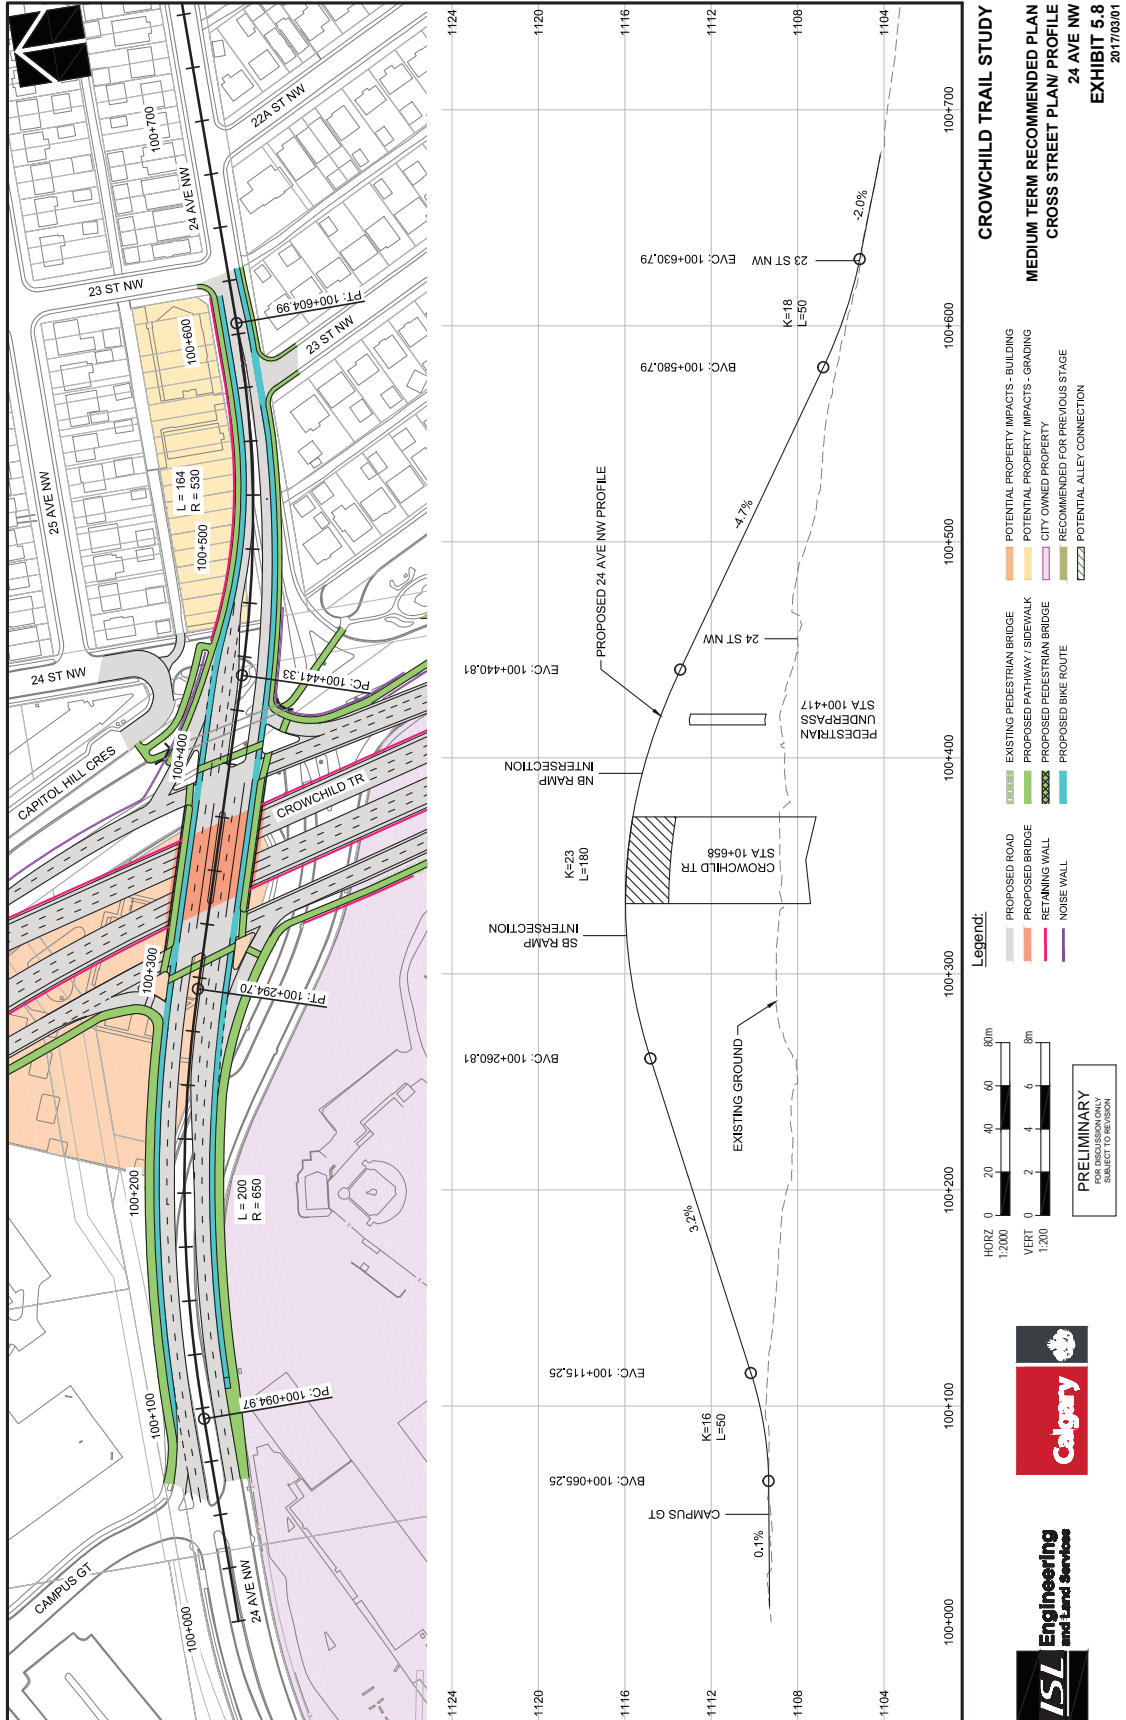 24 ST NW
CAPITOL HILL CRES
25 AVE NW
23 ST NW
24 AVE NW
22A ST NW
23 ST NW
CROWCHILD TR
CAMPUS GT
24 AVE NW
100+000
100+100
100+200
100+300
100+400
100+500
100+600
100+700
PC: 100+094.97
PT: 100+294.70
PC: 100+441.33
PT: 100+604.99
L = 200
R = 650
L = 164
R = 530
1124
1120
1116
1112
1108
1104
1124
1120
1116
1112
1108
1104
CAMPUS GT
0.1%
BVC: 100+065.25
K=16
L=50
EVC: 100+115.25
3.2%
EXISTING GROUND
BVC: 100+260.81
SB RAMP
INTERSECTION
K=23
L=180
CROWCHILD TR
STA 10+658
NB RAMP
INTERSECTION
PEDESTRIAN
UNDERPASS
STA 100+417
EVC: 100+440.81
24 ST NW
PROPOSED 24 AVE NW PROFILE
-4.7%
BVC: 100+580.79
K=18
L=50
EVC: 100+630.79
23 ST NW
-2.0%
100+000
100+100
100+200
100+300
100+400
100+500
100+600
100+700
ISL Engineering
and Land Services
Calgary
HORZ
1:2000
0 20 40 60 80m
VERT
1:200
0 2 4 6 8m
PRELIMINARY
FOR DISCUSSION ONLY
SUBJECT TO REVISION
Legend:
PROPOSED ROAD
PROPOSED BRIDGE
RETAINING WALL
NOISE WALL
EXISTING PEDESTRIAN BRIDGE
PROPOSED PATHWAY / SIDEWALK
PROPOSED PEDESTRIAN BRIDGE
PROPOSED BIKE ROUTE
POTENTIAL PROPERTY IMPACTS - BUILDING
POTENTIAL PROPERTY IMPACTS - GRADING
CITY OWNED PROPERTY
RECOMMENDED FOR PREVIOUS STAGE
POTENTIAL ALLEY CONNECTION
CROWCHILD TRAIL STUDY
MEDIUM TERM RECOMMENDED PLAN
CROSS STREET PLAN/ PROFILE
24 AVE NW
EXHIBIT 5.8
2017/03/01